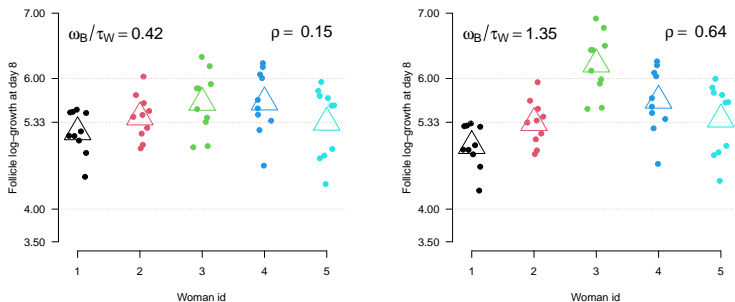 7.00
6.00
5.33
4.00
3.50
Follicle log−growth at day 8
ω_B/τ_W = 0.42
ρ = 0.15
1 2 3 4 5
Woman id
7.00
6.00
5.33
4.00
3.50
Follicle log−growth at day 8
ω_B/τ_W = 1.35
ρ = 0.64
1 2 3 4 5
Woman id